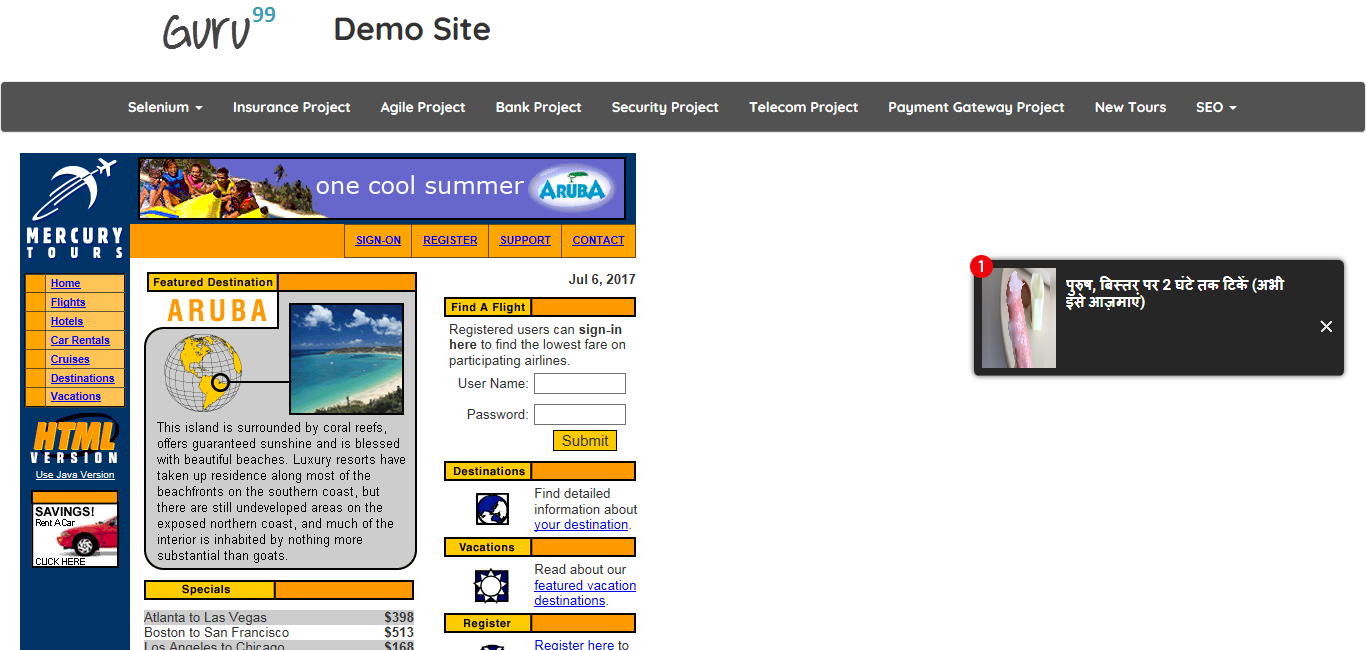 Guru99
Demo Site
Selenium
Insurance Project
Agile Project
Bank Project
Security Project
Telecom Project
Payment Gateway Project
New Tours
SEO
MERCURY
TOURS
one cool summer
ARUBA
SIGN-ON
REGISTER
SUPPORT
CONTACT
Home
Flights
Hotels
Car Rentals
Cruises
Destinations
Vacations
HTML
VERSION
Use Java Version
SAVINGS!
Rent A Car
CLICK HERE
Featured Destination
ARUBA
This island is surrounded by coral reefs,
offers guaranteed sunshine and is blessed
with beautiful beaches. Luxury resorts have
taken up residence along most of the
beachfronts on the southern coast, but
there are still undeveloped areas on the
exposed northern coast, and much of the
interior is inhabited by nothing more
substantial than goats.
Specials
Atlanta to Las Vegas $398
Boston to San Francisco $513
Los Angeles to Chicago $168
Jul 6, 2017
Find A Flight
Registered users can sign-in
here to find the lowest fare on
participating airlines.
User Name:
Password:
Submit
Destinations
Find detailed
information about
your destination.
Vacations
Read about our
featured vacation
destinations.
Register
Register here to
1
पुरुष, बिस्तर पर 2 घंटे तक टिकें (अभी
इसे आज़माएं)